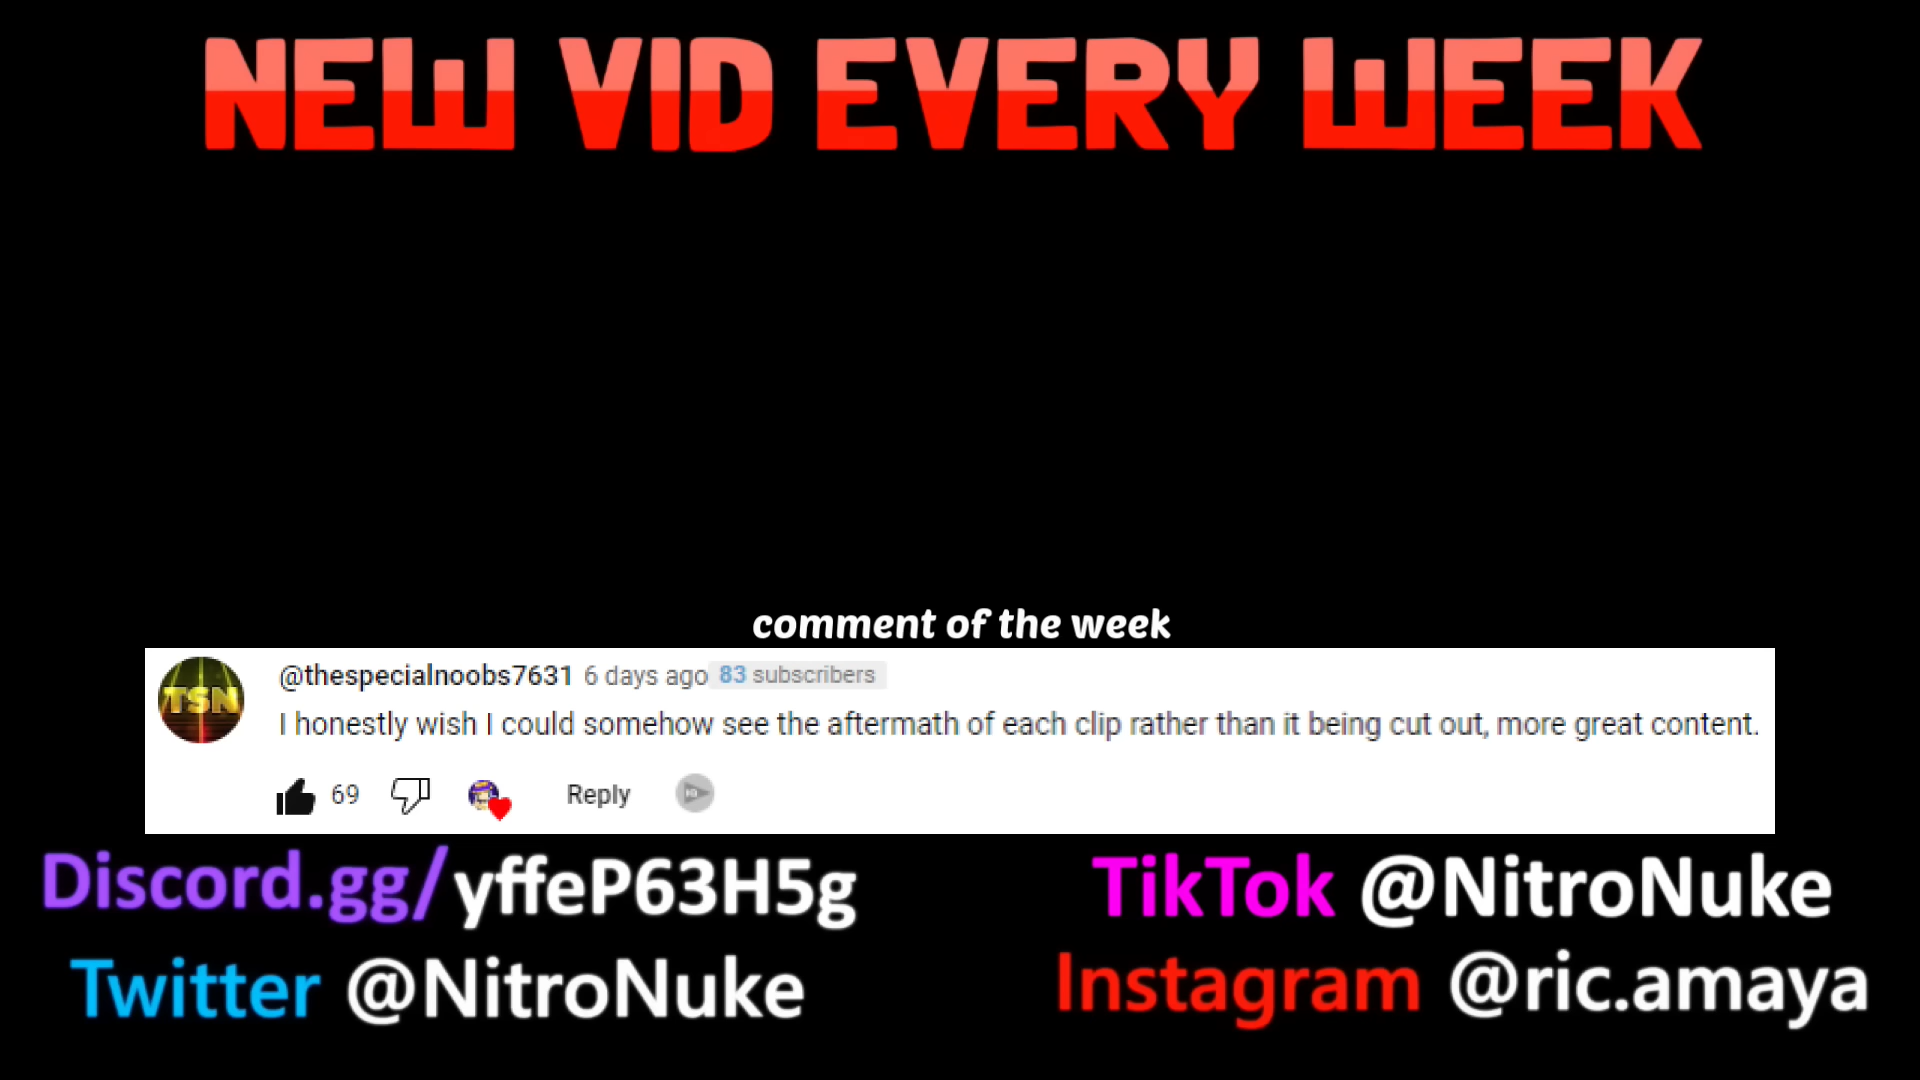 NEW VID EVERY WEEK
comment of the week
@thespecialnoobs7631 6 days ago 83 subscribers
TSN
I honestly wish I could somehow see the aftermath of each clip rather than it being cut out, more great content.
69 Reply
Discord.gg/yffeP63H5g
TikTok @NitroNuke
Twitter @NitroNuke
Instagram @ric.amaya